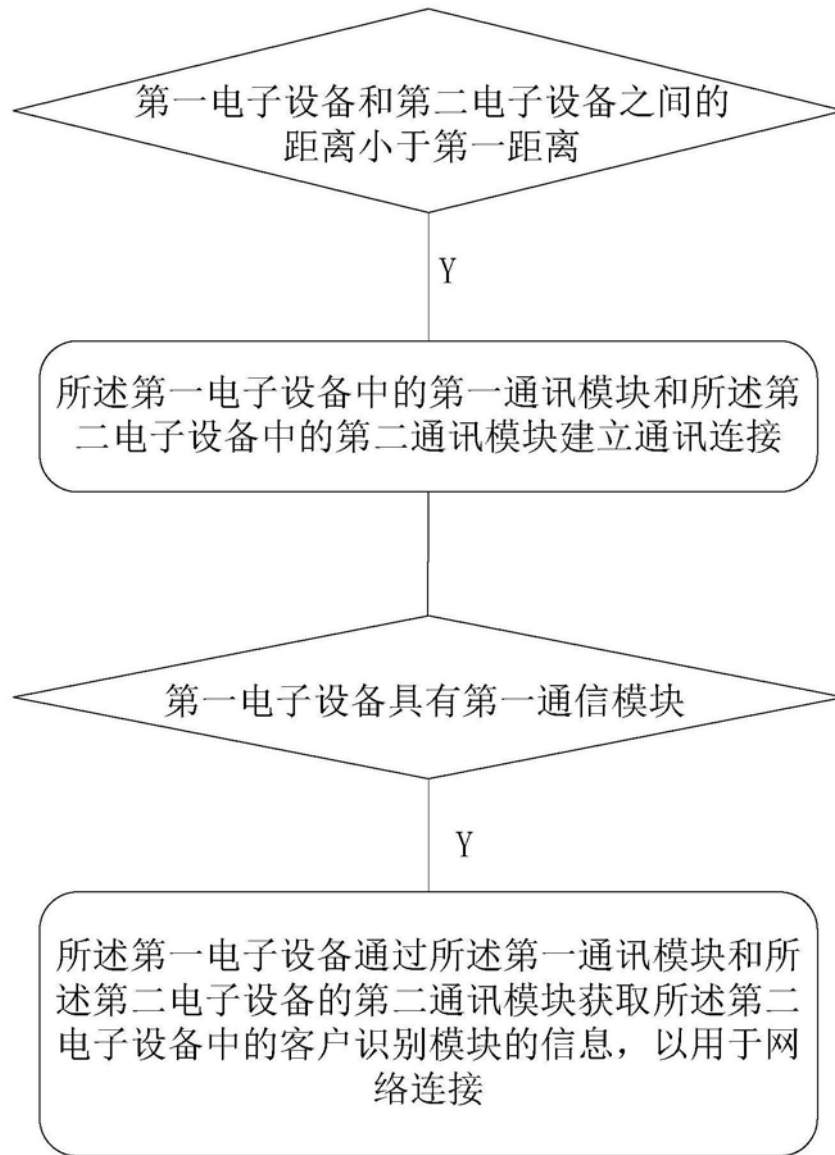 第一电子设备和第二电子设备之间的
距离小于第一距离
Y
所述第一电子设备中的第一通讯模块和所述第
二电子设备中的第二通讯模块建立通讯连接
第一电子设备具有第一通信模块
Y
所述第一电子设备通过所述第一通讯模块和所
述第二电子设备的第二通讯模块获取所述第二
电子设备中的客户识别模块的信息，以用于网
络连接